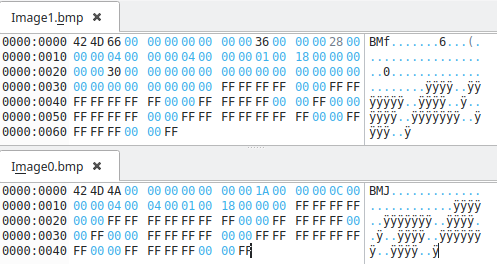 Image1.bmp ×
0000:0000 42 4D 66 00 00 00 00 00 00 00 36 00 00 00 28 00 BMf.......6...(.
0000:0010 00 00 04 00 00 00 04 00 00 00 01 00 18 00 00 00 ................
0000:0020 00 00 30 00 00 00 00 00 00 00 00 00 00 00 00 00 ..0.............
0000:0030 00 00 00 00 00 00 00 00 FF FF FF FF 00 00 FF FF ........ÿÿÿÿ..ÿÿ
0000:0040 FF FF FF FF FF 00 00 FF FF FF FF 00 00 FF 00 00 ÿÿÿÿÿ..ÿÿÿÿ..ÿ..
0000:0050 FF FF FF FF 00 00 FF FF FF FF FF FF FF 00 00 FF ÿÿÿÿ..ÿÿÿÿÿÿÿ..ÿ
0000:0060 FF FF FF 00 00 FF ÿÿÿ..ÿ
Image0.bmp ×
0000:0000 42 4D 4A 00 00 00 00 00 00 00 1A 00 00 00 0C 00 BMJ.............
0000:0010 00 00 04 00 04 00 01 00 18 00 00 00 FF FF FF FF ............ÿÿÿÿ
0000:0020 00 00 FF FF FF FF FF FF FF 00 00 FF FF FF FF 00 ..ÿÿÿÿÿÿÿ..ÿÿÿÿ.
0000:0030 00 FF 00 00 FF FF FF FF 00 00 FF FF FF FF FF FF .ÿ..ÿÿÿÿ..ÿÿÿÿÿÿ
0000:0040 FF 00 00 FF FF FF FF 00 00 FF ÿ..ÿÿÿÿ..ÿ